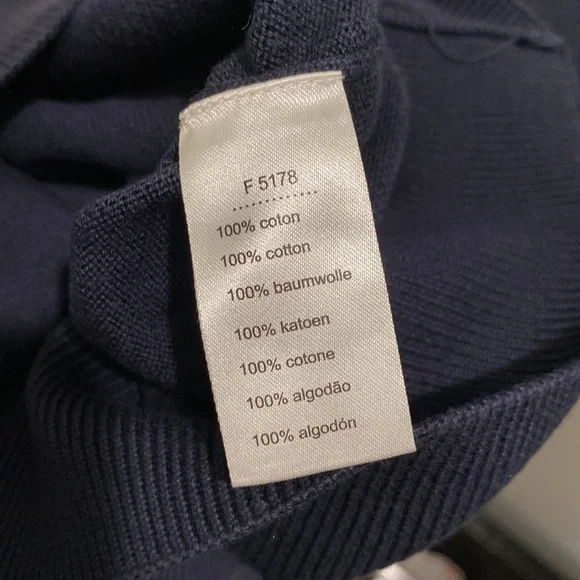 F 5178
100% coton
100% cotton
100% baumwolle
100% katoen
100% cotone
100% algodão
100% algodón